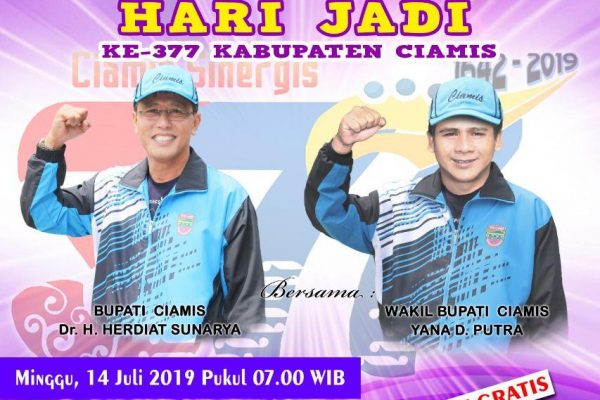 HARI JADI
KE-377 KABUPATEN CIAMIS
Ciamis Sinergis
1642 - 2019
Ciamis
Ciamis
Bersama :
BUPATI CIAMIS
Dr. H. HERDIAT SUNARYA
WAKIL BUPATI CIAMIS
YANA D. PUTRA
Minggu, 14 Juli 2019 Pukul 07.00 WIB
GRATIS